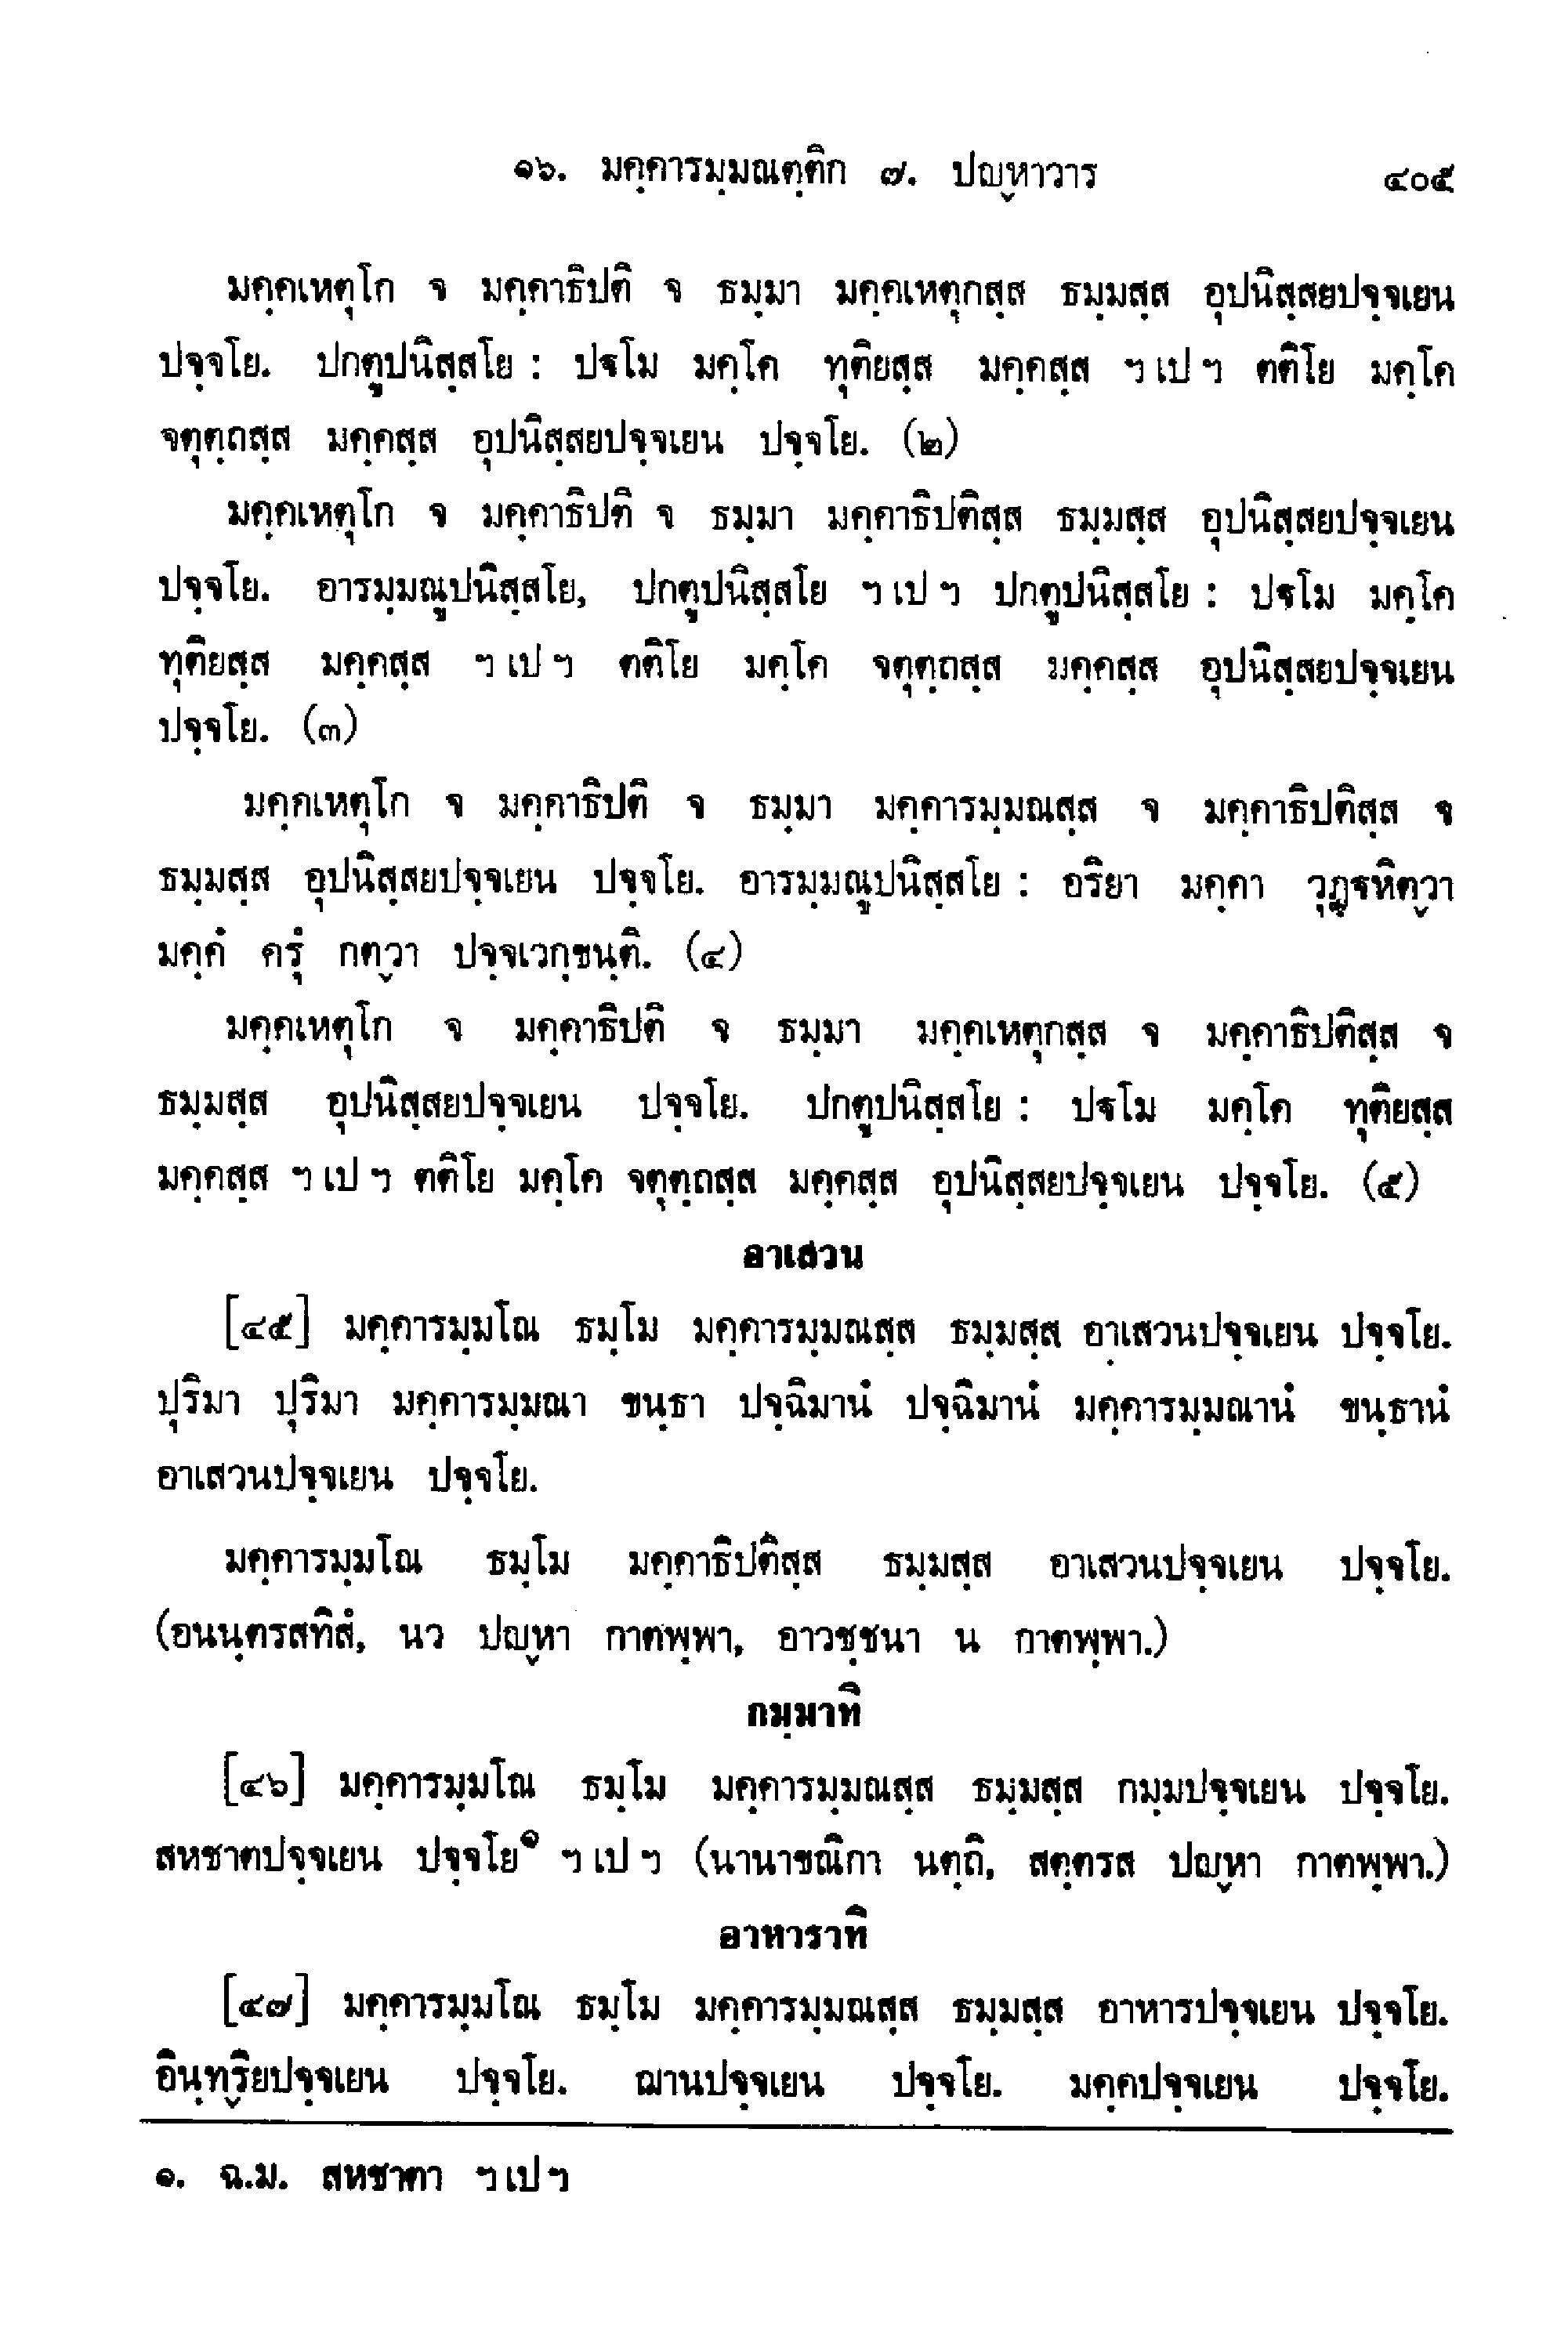 ๑๖. มคฺคารมฺมณตฺติก ๗. ปญฺหาวาร ๔๐๕
มคฺคเหตุโก จ มคฺคาธิปติ จ ธมฺมา มคฺคเหตุกสฺส ธมฺมสฺส อุปนิสฺสยปจฺจเยน
ปจฺจโย. ปกตูปนิสฺสโย : ปฐโม มคฺโค ทุติยสฺส มคฺคสฺส ฯ เป ฯ ตติโย มคฺโค
จตุตฺถสฺส มคฺคสฺส อุปนิสฺสยปจฺจเยน ปจฺจโย. (๒)
มคฺคเหตุโก จ มคฺคาธิปติ จ ธมฺมา มคฺคาธิปติสฺส ธมฺมสฺส อุปนิสฺสยปจฺจเยน
ปจฺจโย. อารมฺมณูปนิสฺสโย, ปกตูปนิสฺสโย ฯ เป ฯ ปกตูปนิสฺสโย : ปฐโม มคฺโค
ทุติยสฺส มคฺคสฺส ฯ เป ฯ ตติโย มคฺโค จตุตฺถสฺส มคฺคสฺส อุปนิสฺสยปจฺจเยน
ปจฺจโย. (๓)
มคฺคเหตุโก จ มคฺคาธิปติ จ ธมฺมา มคฺคารมฺมณสฺส จ มคฺคาธิปติสฺส จ
ธมฺมสฺส อุปนิสฺสยปจฺจเยน ปจฺจโย. อารมฺมณูปนิสฺสโย : อริยา มคฺคา วุฏฺฐหิตฺวา
มคฺคํ ครุํ กตฺวา ปจฺจเวกฺขนฺติ. (๔)
มคฺคเหตุโก จ มคฺคาธิปติ จ ธมฺมา มคฺคเหตุกสฺส จ มคฺคาธิปติสฺส จ
ธมฺมสฺส อุปนิสฺสยปจฺจเยน ปจฺจโย. ปกตูปนิสฺสโย : ปฐโม มคฺโค ทุติยสฺส
มคฺคสฺส ฯ เป ฯ ตติโย มคฺโค จตุตฺถสฺส มคฺคสฺส อุปนิสฺสยปจฺจเยน ปจฺจโย. (๕)
อาเสวน
[๔๕] มคฺคารมฺมโณ ธมฺโม มคฺคารมฺมณสฺส ธมฺมสฺส อาเสวนปจฺจเยน ปจฺจโย.
ปุริมา ปุริมา มคฺคารมฺมณา ขนฺธา ปจฺฉิมานํ ปจฺฉิมานํ มคฺคารมฺมณานํ ขนฺธานํ
อาเสวนปจฺจเยน ปจฺจโย.
มคฺคารมฺมโณ ธมฺโม มคฺคาธิปติสฺส ธมฺมสฺส อาเสวนปจฺจเยน ปจฺจโย.
(อนนฺตรสทิสํ, นว ปญฺหา กาตพฺพา, อาวชฺชนา น กาตพฺพา.)
กมฺมาทิ
[๔๖] มคฺคารมฺมโณ ธมฺโม มคฺคารมฺมณสฺส ธมฺมสฺส กมฺมปจฺจเยน ปจฺจโย.
สหชาตปจฺจเยน ปจฺจโย๑ ฯ เป ฯ (นานาขณิกา นตฺถิ, สตฺตรส ปญฺหา กาตพฺพา.)
อาหาราทิ
[๔๗] มคฺคารมฺมโณ ธมฺโม มคฺคารมฺมณสฺส ธมฺมสฺส อาหารปจฺจเยน ปจฺจโย.
อินฺทฺริยปจฺจเยน ปจฺจโย. ฌานปจฺจเยน ปจฺจโย. มคฺคปจฺจเยน ปจฺจโย.
๑. ฉ.ม. สหชาตา ฯ เป ฯ